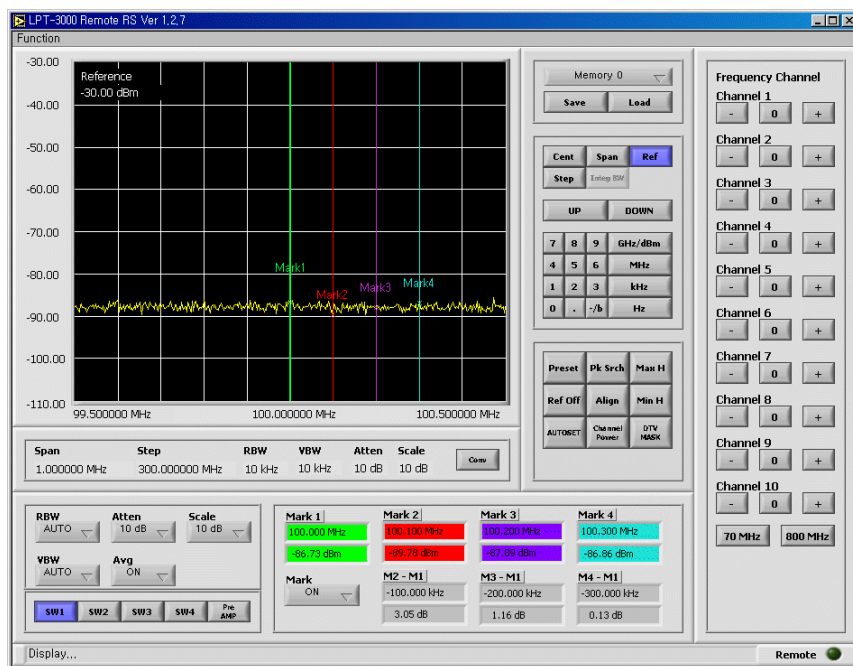 LPT-3000 Remote RS Ver 1,2,7
Function
-30.00
-40.00
-50.00
-60.00
-70.00
-80.00
-90.00
-100.00
-110.00
Reference
-30.00 dBm
Mark1
Mark2
Mark3
Mark4
99.500000 MHz
100.000000 MHz
100.500000 MHz
Span
Step
RBW
VBW
Atten
Scale
1.000000 MHz
300.000000 MHz
10 kHz
10 kHz
10 dB
10 dB
Conv
RBW
AUTO
Atten
10 dB
Scale
10 dB
VBW
AUTO
Avg
ON
SW1
SW2
SW3
SW4
Pre AMP
Mark 1
100.000 MHz
-86.73 dBm
Mark 2
100.100 MHz
-89.78 dBm
Mark 3
100.200 MHz
-87.89 dBm
Mark 4
100.300 MHz
-86.86 dBm
Mark
ON
M2 - M1
-100.000 kHz
3.05 dB
M3 - M1
-200.000 kHz
1.16 dB
M4 - M1
-300.000 kHz
0.13 dB
Memory 0
Save
Load
Cent
Span
Ref
Step
Integ BW
UP
DOWN
7
8
9
GHz/dBm
4
5
6
MHz
1
2
3
kHz
0
.
-/b
Hz
Preset
Pk Srch
Max H
Ref Off
Align
Min H
AUTOSET
Channel
Power
DTV
MASK
Frequency Channel
Channel 1
- 0 +
Channel 2
- 0 +
Channel 3
- 0 +
Channel 4
- 0 +
Channel 5
- 0 +
Channel 6
- 0 +
Channel 7
- 0 +
Channel 8
- 0 +
Channel 9
- 0 +
Channel 10
- 0 +
70 MHz
800 MHz
Display...
Remote